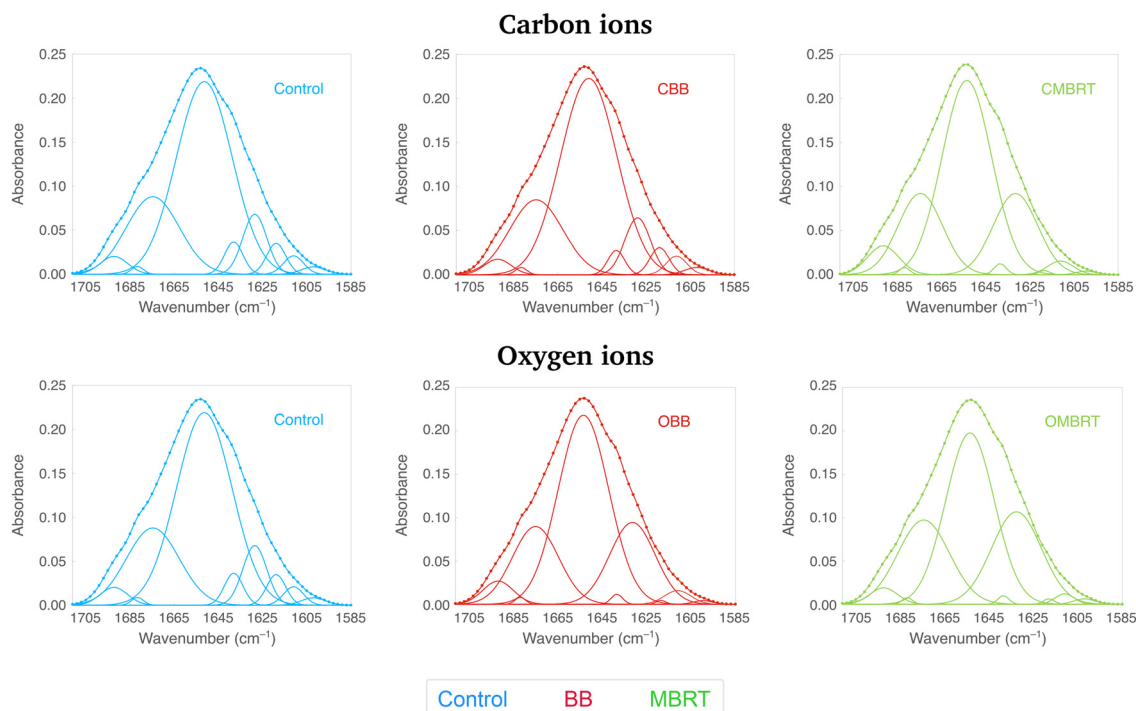 Carbon ions
0.25
0.20
0.15
0.10
0.05
0.00
Absorbance
Control
1705 1685 1665 1645 1625 1605 1585
Wavenumber (cm⁻¹)
0.25
0.20
0.15
0.10
0.05
0.00
Absorbance
CBB
1705 1685 1665 1645 1625 1605 1585
Wavenumber (cm⁻¹)
0.25
0.20
0.15
0.10
0.05
0.00
Absorbance
CMBRT
1705 1685 1665 1645 1625 1605 1585
Wavenumber (cm⁻¹)
Oxygen ions
0.25
0.20
0.15
0.10
0.05
0.00
Absorbance
Control
1705 1685 1665 1645 1625 1605 1585
Wavenumber (cm⁻¹)
0.25
0.20
0.15
0.10
0.05
0.00
Absorbance
OBB
1705 1685 1665 1645 1625 1605 1585
Wavenumber (cm⁻¹)
0.25
0.20
0.15
0.10
0.05
0.00
Absorbance
OMBRT
1705 1685 1665 1645 1625 1605 1585
Wavenumber (cm⁻¹)
Control BB MBRT